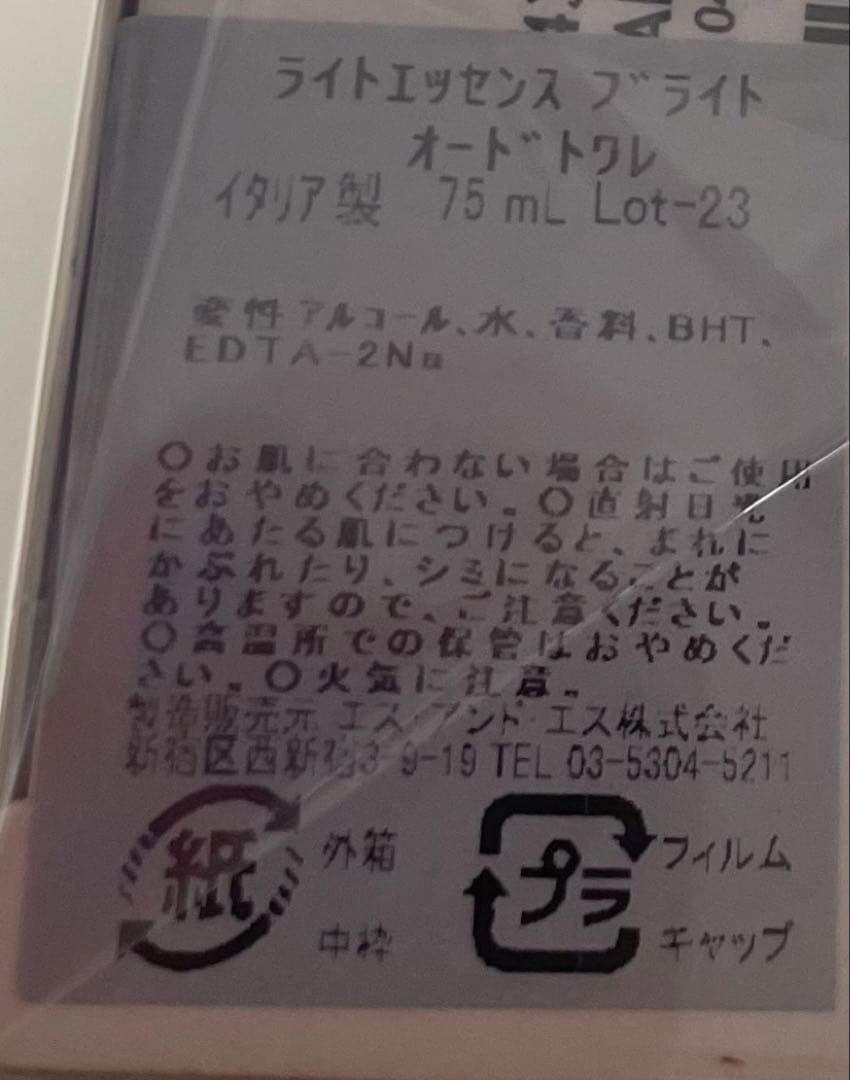 ライトエッセンス ブライト
オードトワレ
イタリア製 75 mL Lot-23
変性アルコール、水、香料、BHT、
EDTA-2Na
○お肌に合わない場合はご使用
をおやめください。○直射日光
にあたる肌につけると、まれに
かぶれたり、シミになることが
ありますので、ご注意ください。
○高温所での保管はおやめくだ
さい。○火気に注意。
製造販売元 エス・アンド・エス株式会社
新宿区西新宿3-9-19 TEL 03-5304-5211
紙 外箱
中枠
プラ フィルム
キャップ